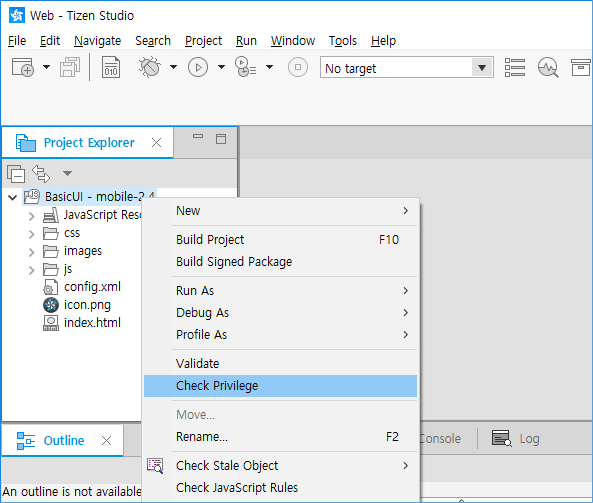 Web - Tizen Studio
File Edit Navigate Search Project Run Window Tools Help
010
No target
Project Explorer
BasicUI - mobile-2.4
JavaScript Reso
css
images
js
config.xml
icon.png
index.html
New
Build Project F10
Build Signed Package
Run As
Debug As
Profile As
Validate
Check Privilege
Move...
Rename... F2
Check Stale Object
Check JavaScript Rules
Outline
Console
Log
An outline is not available